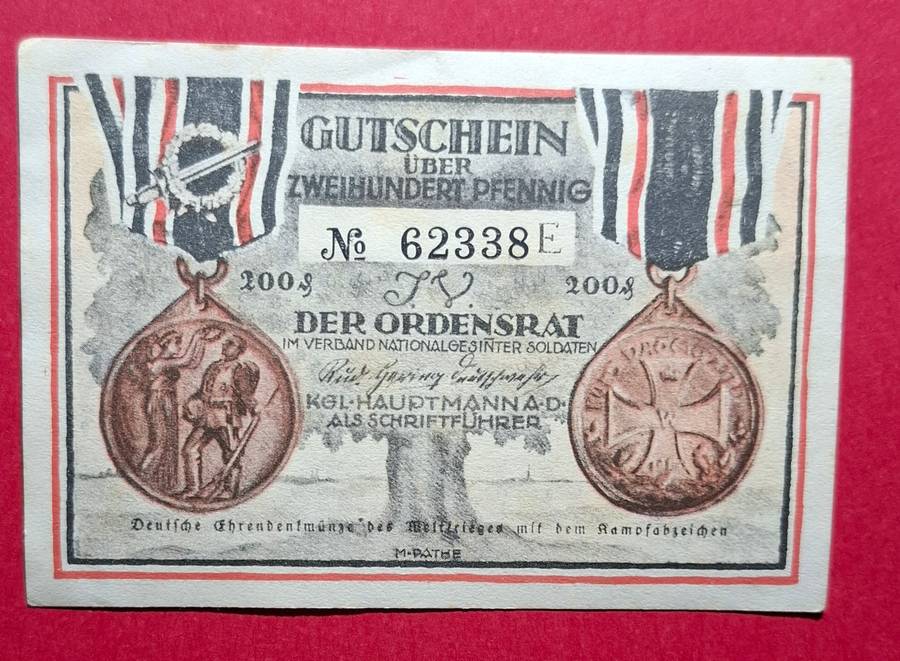 GUTSCHEIN
ÜBER
ZWEIHUNDERT PFENNIG
No 62338 E
200₰ J.V. 200₰
DER ORDENSRAT
IM VERBAND NATIONALGESINTER SOLDATEN
KGL·HAUPTMANN A·D·
ALS SCHRIFTFÜHRER
Deutsche Ehrendenkmünze des Weltkrieges mit dem Kampfabzeichen
M·PATHE